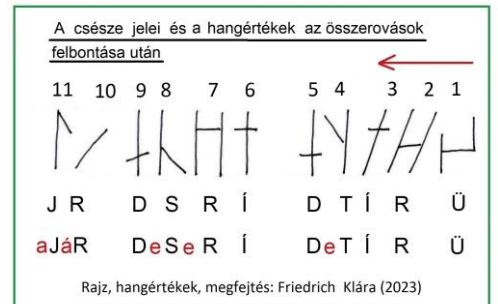 A csésze jelei és a hangértékek az összerovások
felbontása után
11 10 9 8 7 6 5 4 3 2 1
J R D S R Í D T Í R Ü
aJáR DeSeR Í DeTÍR Ü
Rajz, hangértékek, megfejtés: Friedrich Klára (2023)